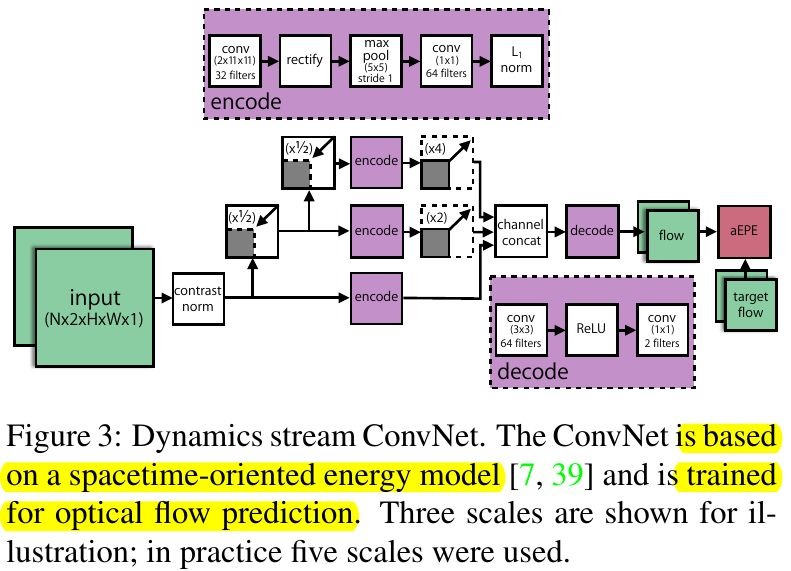 conv
(2x11x11)
32 filters
rectify
max
pool
(5x5)
stride 1
conv
(1x1)
64 filters
L1
norm
encode
(x½)
encode
(x4)
(x½)
encode
(x2)
channel
concat
decode
flow
aEPE
input
(Nx2xHxWx1)
contrast
norm
encode
target
flow
conv
(3x3)
64 filters
ReLU
conv
(1x1)
2 filters
decode
Figure 3: Dynamics stream ConvNet. The ConvNet is based
on a spacetime-oriented energy model [7, 39] and is trained
for optical flow prediction. Three scales are shown for il-
lustration; in practice five scales were used.